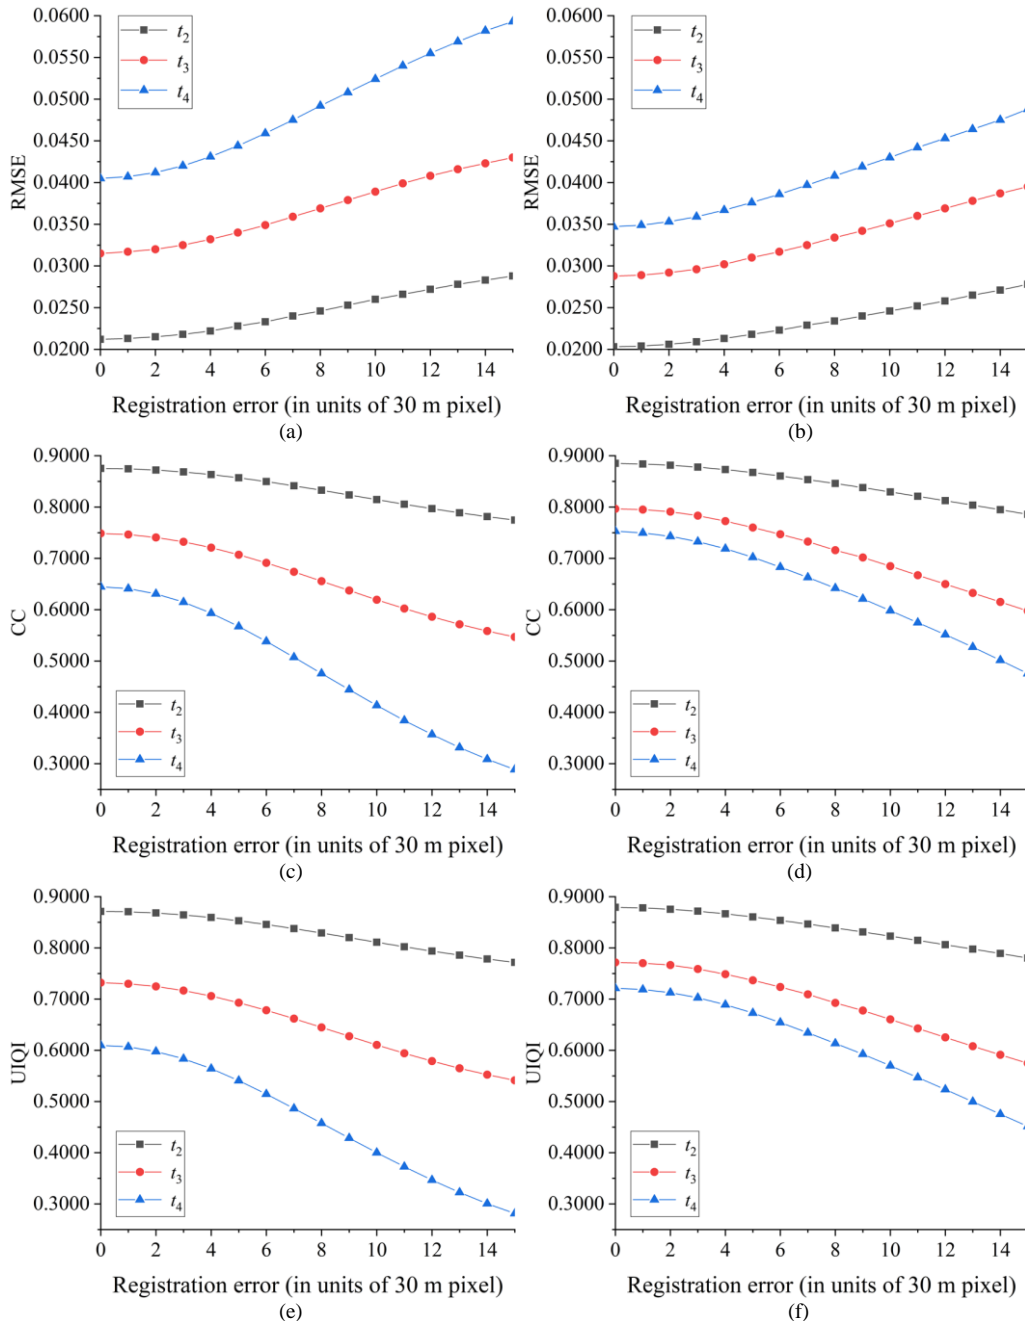 0.0600
0.0550
0.0500
0.0450
0.0400
0.0350
0.0300
0.0250
0.0200
RMSE
t2
t3
t4
0 2 4 6 8 10 12 14
Registration error (in units of 30 m pixel)
(a)
0.0600
0.0550
0.0500
0.0450
0.0400
0.0350
0.0300
0.0250
0.0200
RMSE
t2
t3
t4
0 2 4 6 8 10 12 14
Registration error (in units of 30 m pixel)
(b)
0.9000
0.8000
0.7000
0.6000
0.5000
0.4000
0.3000
CC
t2
t3
t4
0 2 4 6 8 10 12 14
Registration error (in units of 30 m pixel)
(c)
0.9000
0.8000
0.7000
0.6000
0.5000
0.4000
0.3000
CC
t2
t3
t4
0 2 4 6 8 10 12 14
Registration error (in units of 30 m pixel)
(d)
0.9000
0.8000
0.7000
0.6000
0.5000
0.4000
0.3000
UIQI
t2
t3
t4
0 2 4 6 8 10 12 14
Registration error (in units of 30 m pixel)
(e)
0.9000
0.8000
0.7000
0.6000
0.5000
0.4000
0.3000
UIQI
t2
t3
t4
0 2 4 6 8 10 12 14
Registration error (in units of 30 m pixel)
(f)